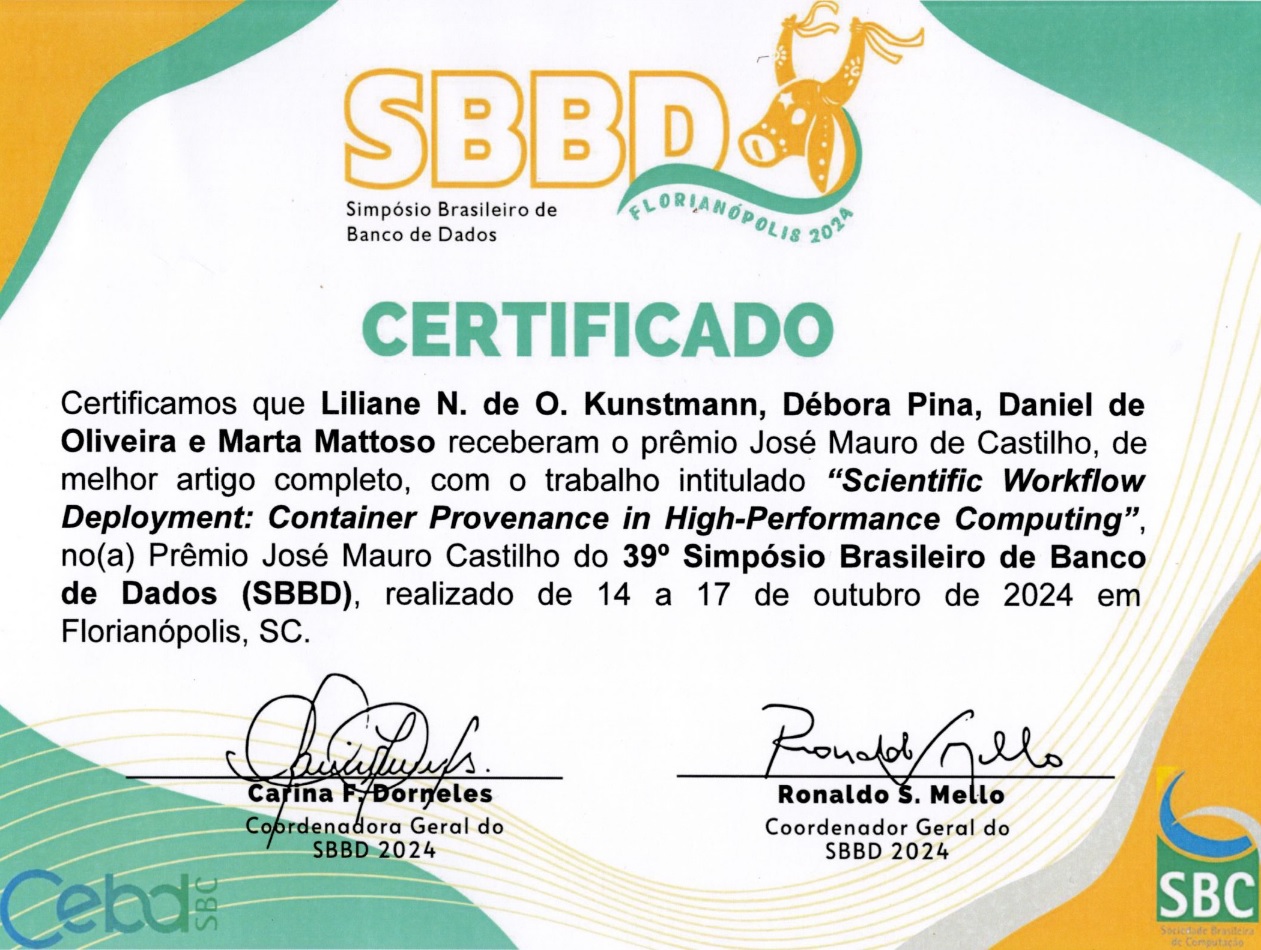 SBBD
Simpósio Brasileiro de
Banco de Dados
FLORIANÓPOLIS 2024
CERTIFICADO
Certificamos que Liliane N. de O. Kunstmann, Débora Pina, Daniel de
Oliveira e Marta Mattoso receberam o prêmio José Mauro de Castilho, de
melhor artigo completo, com o trabalho intitulado “Scientific Workflow
Deployment: Container Provenance in High-Performance Computing”,
no(a) Prêmio José Mauro Castilho do 39º Simpósio Brasileiro de Banco
de Dados (SBBD), realizado de 14 a 17 de outubro de 2024 em
Florianópolis, SC.
Ronaldo Mello
Carina F. Dorneles
Coordenadora Geral do
SBBD 2024
Ronaldo S. Mello
Coordenador Geral do
SBBD 2024
Cebd SBC
SBC
Sociedade Brasileira
de Computação